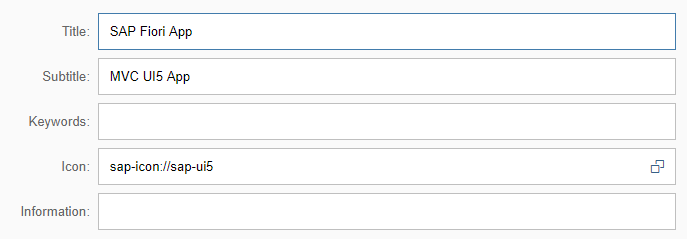 Title: SAP Fiori App
Subtitle: MVC UI5 App
Keywords:
Icon: sap-icon://sap-ui5
Information: